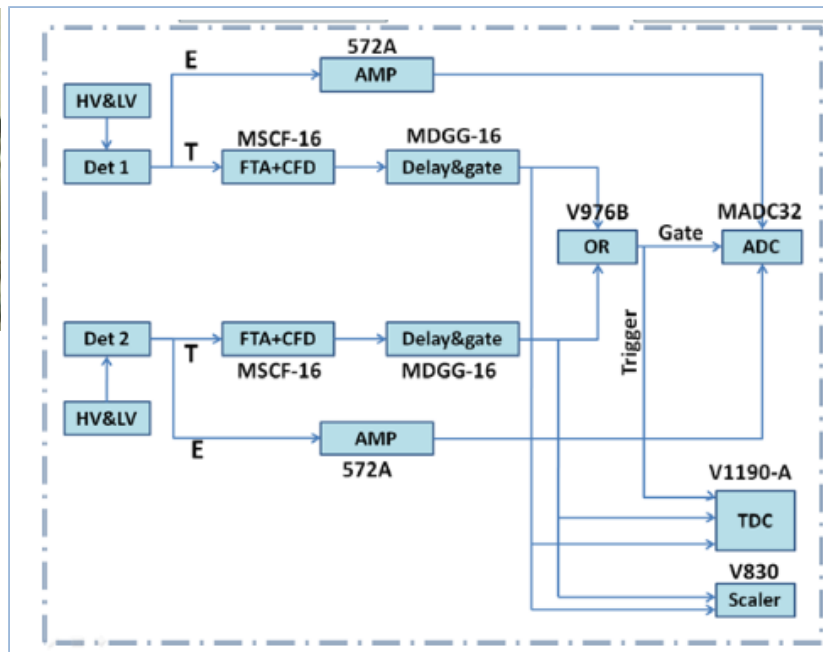 572A
E
AMP
HV&LV
MSCF-16
MDGG-16
T
Det 1
FTA+CFD
Delay&gate
V976B
MADC32
Gate
OR
ADC
Det 2
FTA+CFD
Delay&gate
T
MSCF-16
MDGG-16
Trigger
HV&LV
E
AMP
572A
V1190-A
TDC
V830
Scaler